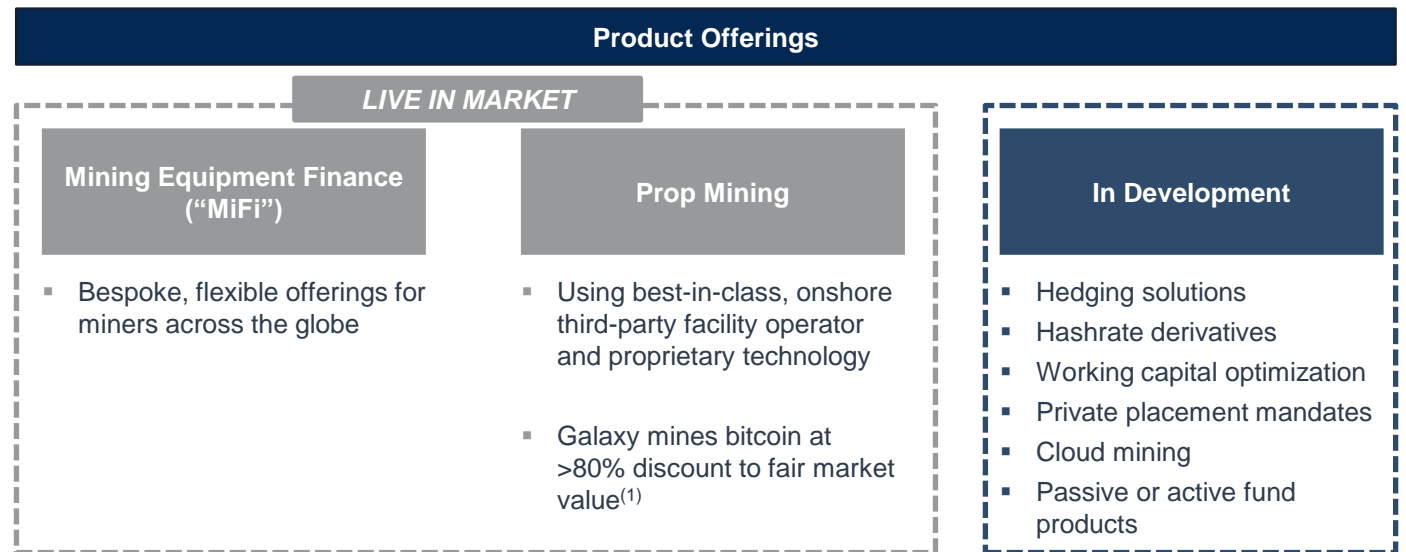 Product Offerings
LIVE IN MARKET
Mining Equipment Finance
(“MiFi”)
▪ Bespoke, flexible offerings for
miners across the globe
Prop Mining
▪ Using best-in-class, onshore
third-party facility operator
and proprietary technology
▪ Galaxy mines bitcoin at
>80% discount to fair market
value(1)
In Development
▪ Hedging solutions
▪ Hashrate derivatives
▪ Working capital optimization
▪ Private placement mandates
▪ Cloud mining
▪ Passive or active fund
products